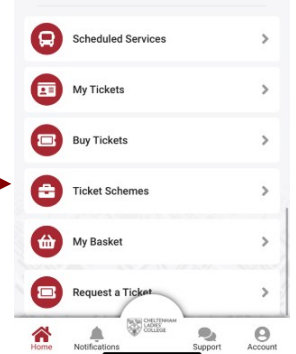 Scheduled Services
My Tickets
Buy Tickets
Ticket Schemes
My Basket
Request a Ticket
CHELTENHAM
LADIES'
COLLEGE
Home
Notifications
Support
Account